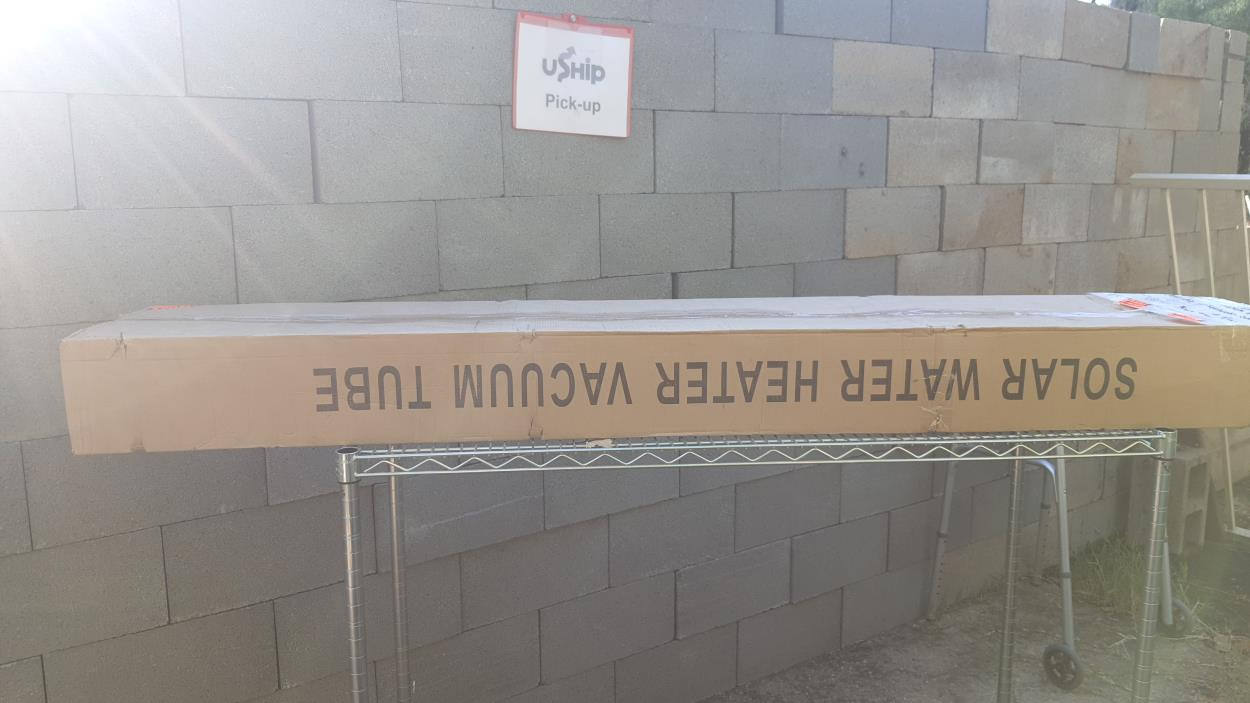 uShip
Pick-up
SOLAR WATER HEATER VACUUM TUBE